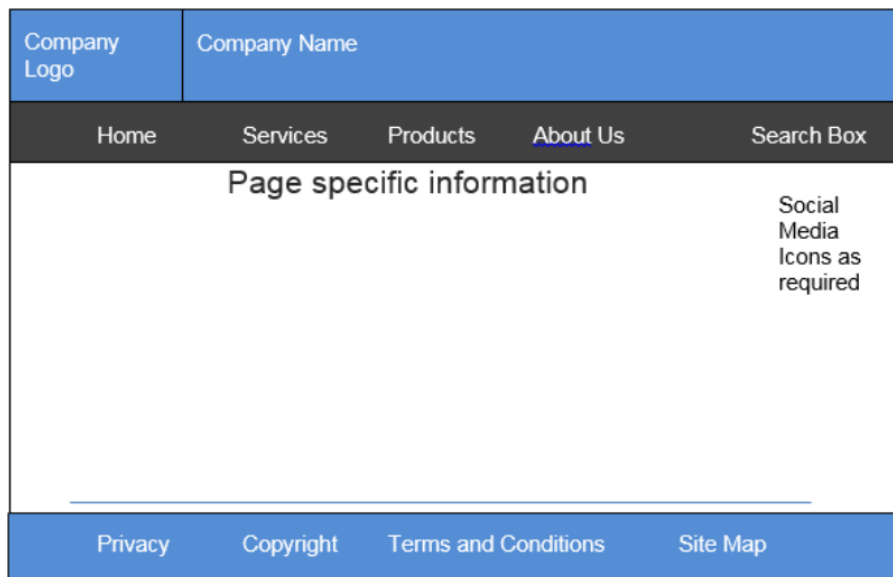 Company
Logo
Company Name
Home Services Products About Us Search Box
Page specific information
Social
Media
Icons as
required
Privacy Copyright Terms and Conditions Site Map